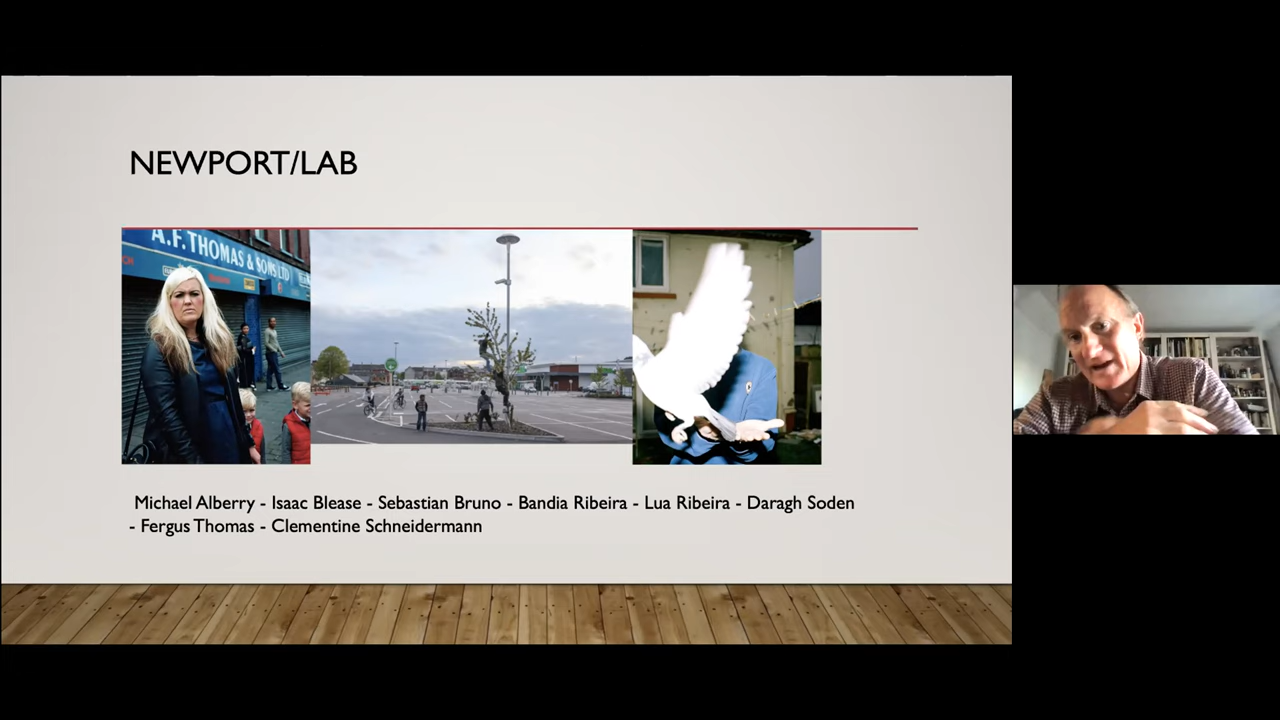 NEWPORT/LAB
A.F. THOMAS & SONS LTD
Michael Alberry - Isaac Blease - Sebastian Bruno - Bandia Ribeira - Lua Ribeira - Daragh Soden
- Fergus Thomas - Clementine Schneidermann